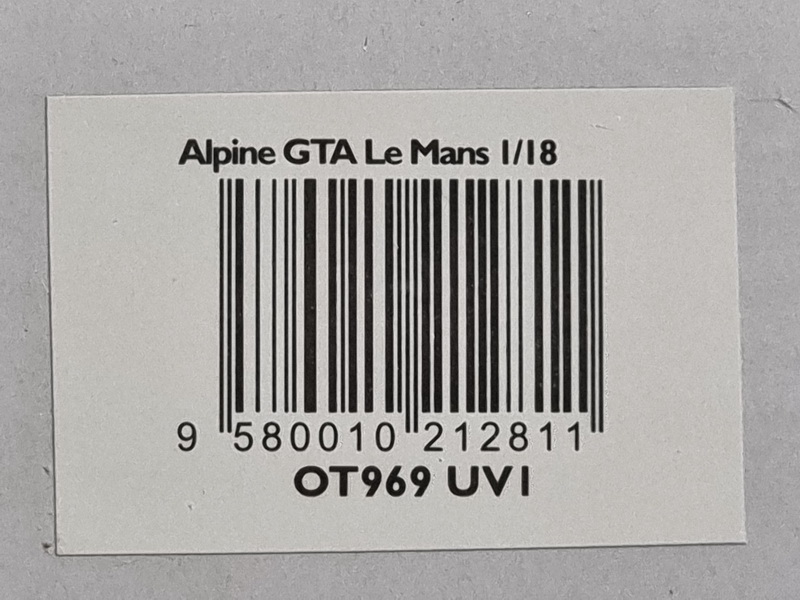 Alpine GTA Le Mans 1/18
9 580010 212811
OT969 UV1